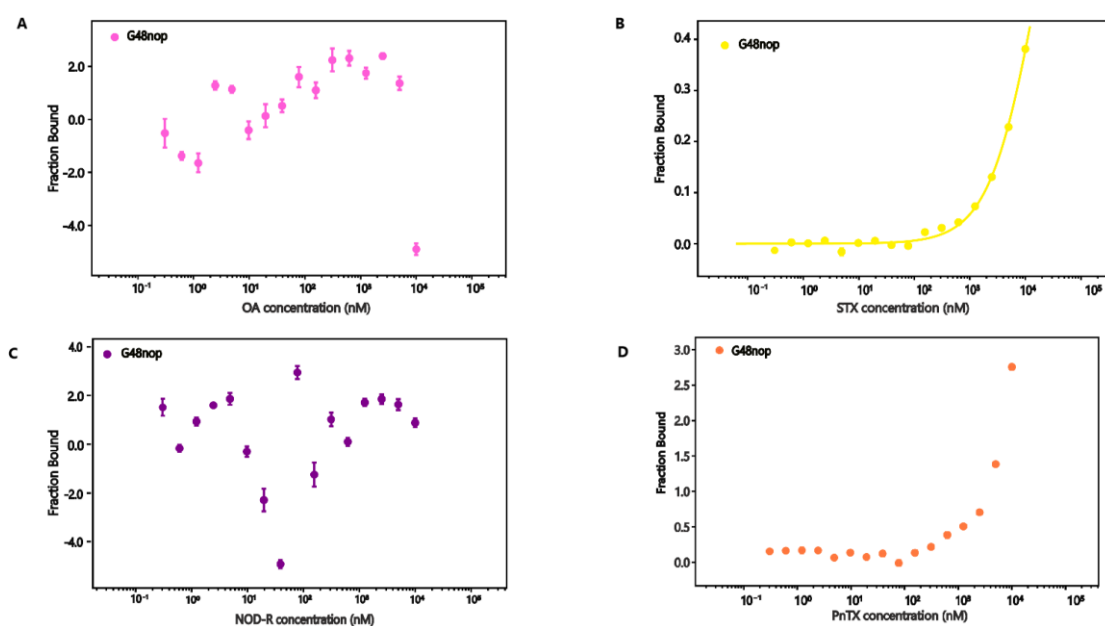 A
G48nop
Fraction Bound
2.0
0.0
-2.0
-4.0
10⁻¹ 10⁰ 10¹ 10² 10³ 10⁴ 10⁵
OA concentration (nM)
B
G48nop
Fraction Bound
0.4
0.3
0.2
0.1
0.0
10⁻¹ 10⁰ 10¹ 10² 10³ 10⁴ 10⁵
STX concentration (nM)
C
G48nop
Fraction Bound
4.0
2.0
0.0
-2.0
-4.0
10⁻¹ 10⁰ 10¹ 10² 10³ 10⁴ 10⁵
NOD-R concentration (nM)
D
G48nop
Fraction Bound
3.0
2.5
2.0
1.5
1.0
0.5
0.0
10⁻¹ 10⁰ 10¹ 10² 10³ 10⁴ 10⁵
PnTX concentration (nM)